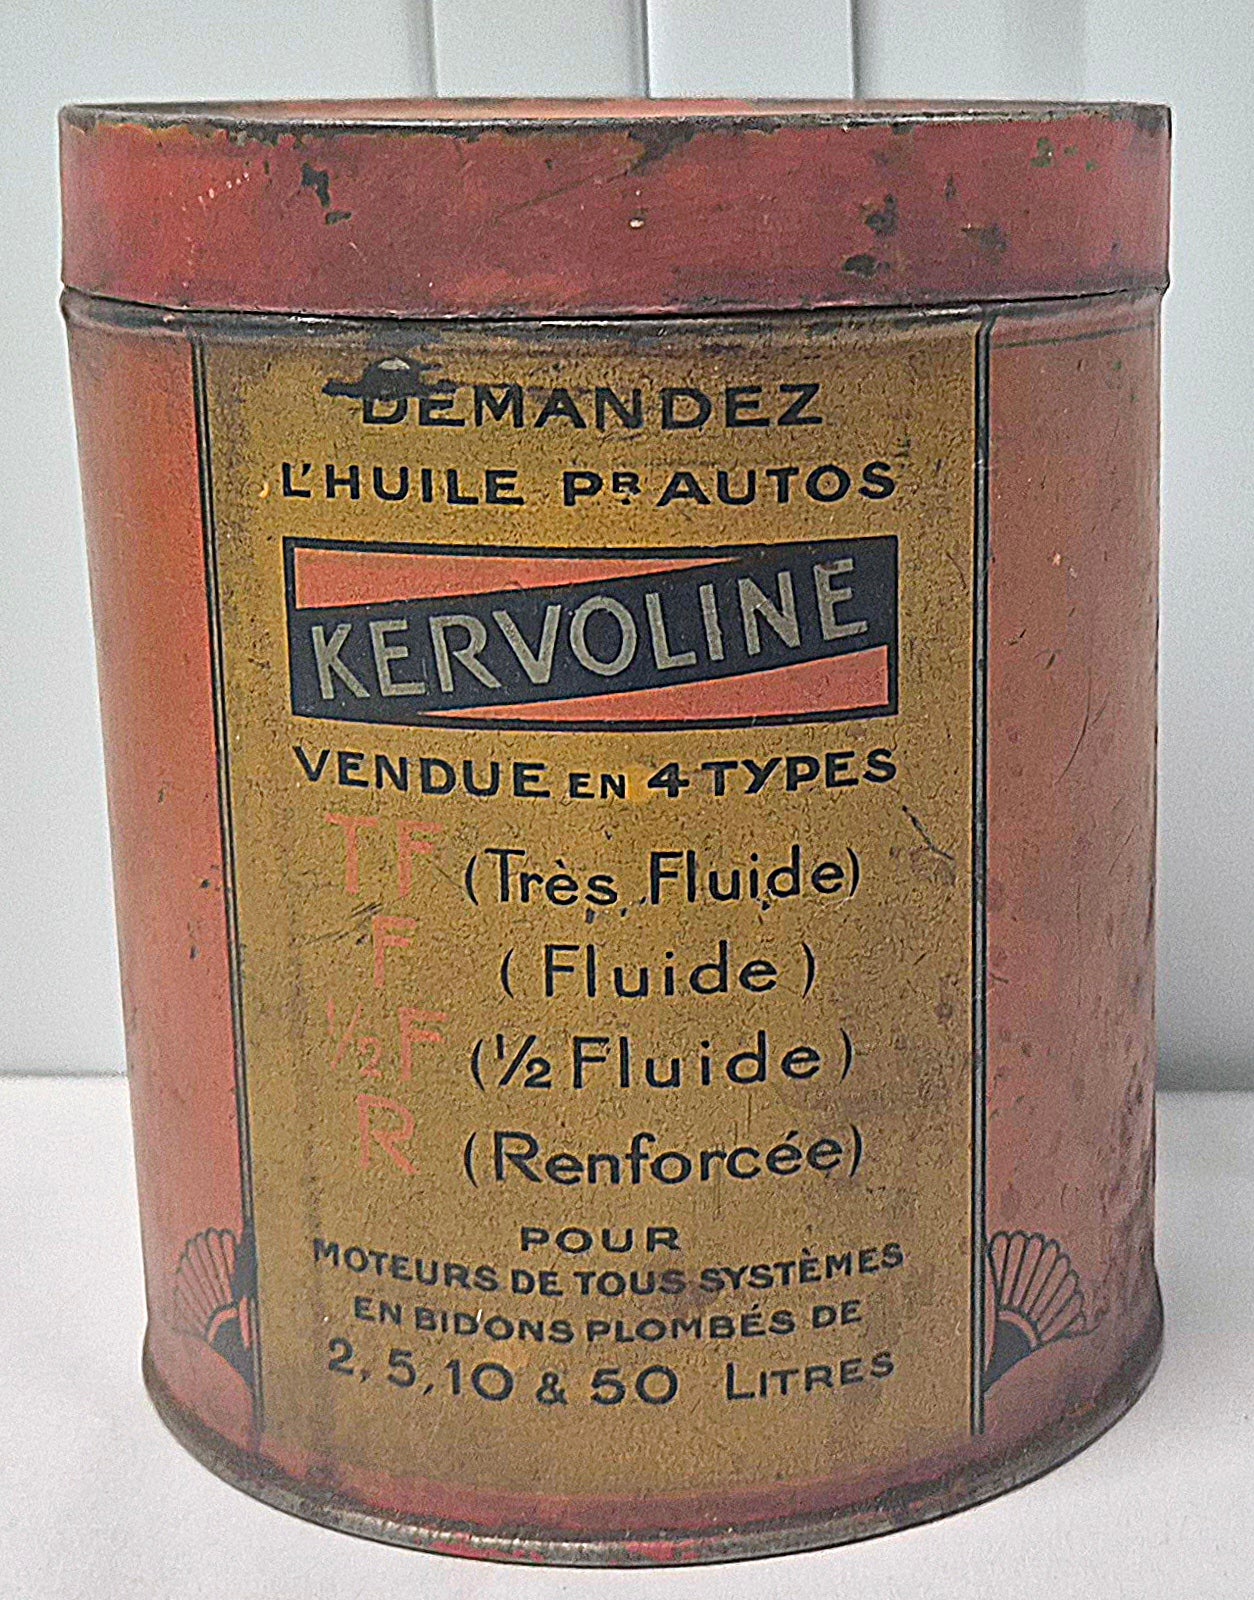 DEMANDEZ
L'HUILE PR AUTOS
KERVOLINE
VENDUE EN 4 TYPES
TF (Très Fluide)
F (Fluide)
½F (½ Fluide)
R (Renforcée)
POUR
MOTEURS DE TOUS SYSTÈMES
EN BIDONS PLOMBÉS DE
2, 5, 10 & 50 LITRES